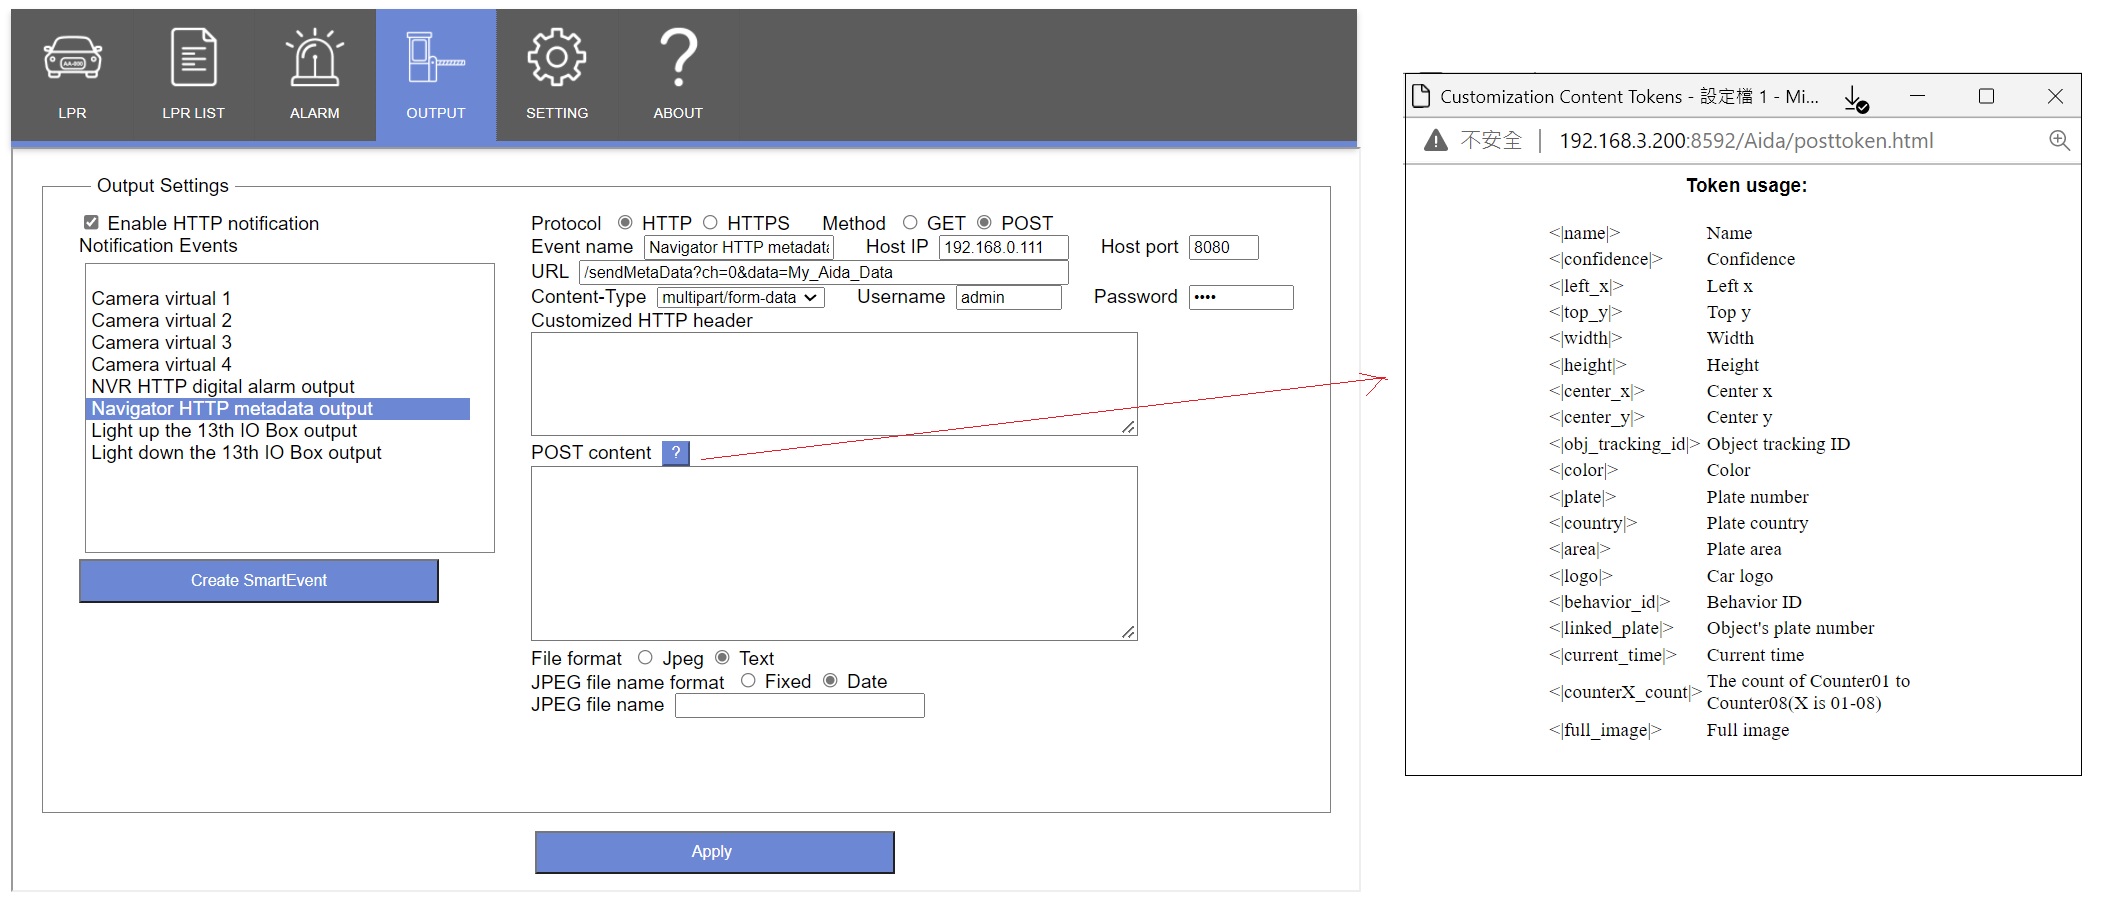 LPR
LPR LIST
ALARM
OUTPUT
SETTING
ABOUT
Output Settings
Enable HTTP notification
Notification Events
Camera virtual 1
Camera virtual 2
Camera virtual 3
Camera virtual 4
NVR HTTP digital alarm output
Navigator HTTP metadata output
Light up the 13th IO Box output
Light down the 13th IO Box output
Create SmartEvent
Protocol HTTP HTTPS Method GET POST
Event name Navigator HTTP metadata Host IP 192.168.0.111 Host port 8080
URL /sendMetaData?ch=0&data=My_Aida_Data
Content-Type multipart/form-data Username admin Password ••••
Customized HTTP header
POST content ?
File format Jpeg Text
JPEG file name format Fixed Date
JPEG file name
Apply
Customization Content Tokens - 設定檔 1 - Mi...
不安全 192.168.3.200:8592/Aida/posttoken.html
Token usage:
<|name|> Name
<|confidence|> Confidence
<|left_x|> Left x
<|top_y|> Top y
<|width|> Width
<|height|> Height
<|center_x|> Center x
<|center_y|> Center y
<|obj_tracking_id|> Object tracking ID
<|color|> Color
<|plate|> Plate number
<|country|> Plate country
<|area|> Plate area
<|logo|> Car logo
<|behavior_id|> Behavior ID
<|linked_plate|> Object's plate number
<|current_time|> Current time
<|counterX_count|> The count of Counter01 to
Counter08(X is 01-08)
<|full_image|> Full image